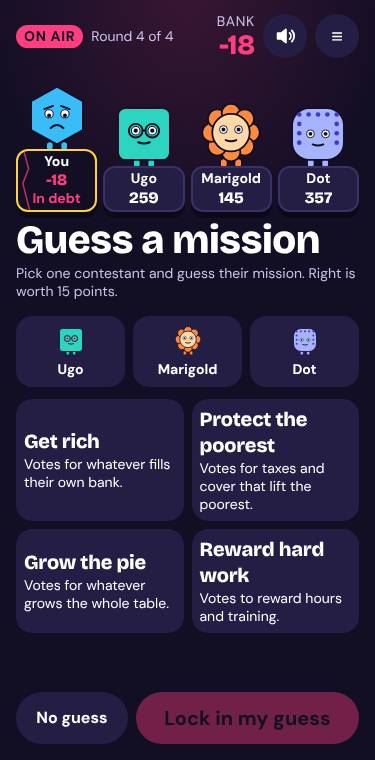 ON AIR
Round 4 of 4
BANK
-18
You
-18
In debt
Ugo
259
Marigold
145
Dot
357
Guess a mission
Pick one contestant and guess their mission. Right is
worth 15 points.
Ugo
Marigold
Dot
Get rich
Votes for whatever fills
their own bank.
Protect the
poorest
Votes for taxes and
cover that lift the
poorest.
Grow the pie
Votes for whatever
grows the whole table.
Reward hard
work
Votes to reward hours
and training.
No guess
Lock in my guess